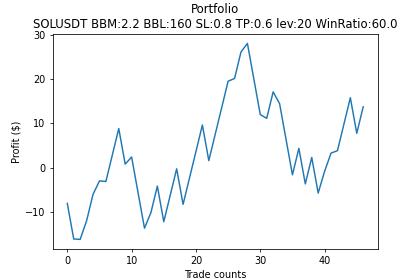 Portfolio
SOLUSDT BBM:2.2 BBL:160 SL:0.8 TP:0.6 lev:20 WinRatio:60.0
30
20
10
0
−10
Profit ($)
0
10
20
30
40
Trade counts